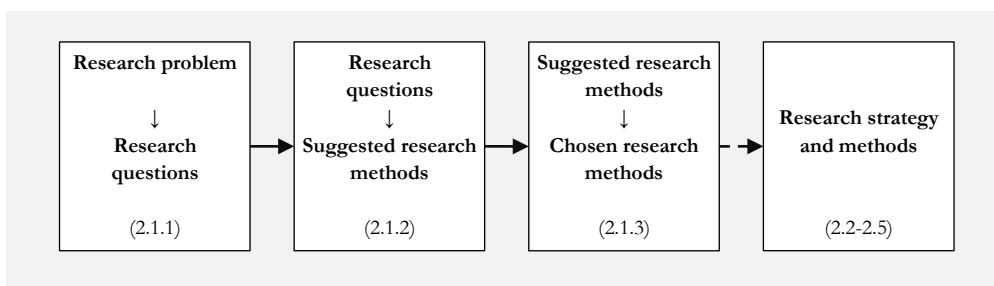 Research problem
↓
Research
questions
(2.1.1)
Research
questions
↓
Suggested research
methods
(2.1.2)
Suggested research
methods
↓
Chosen research
methods
(2.1.3)
Research strategy
and methods
(2.2-2.5)